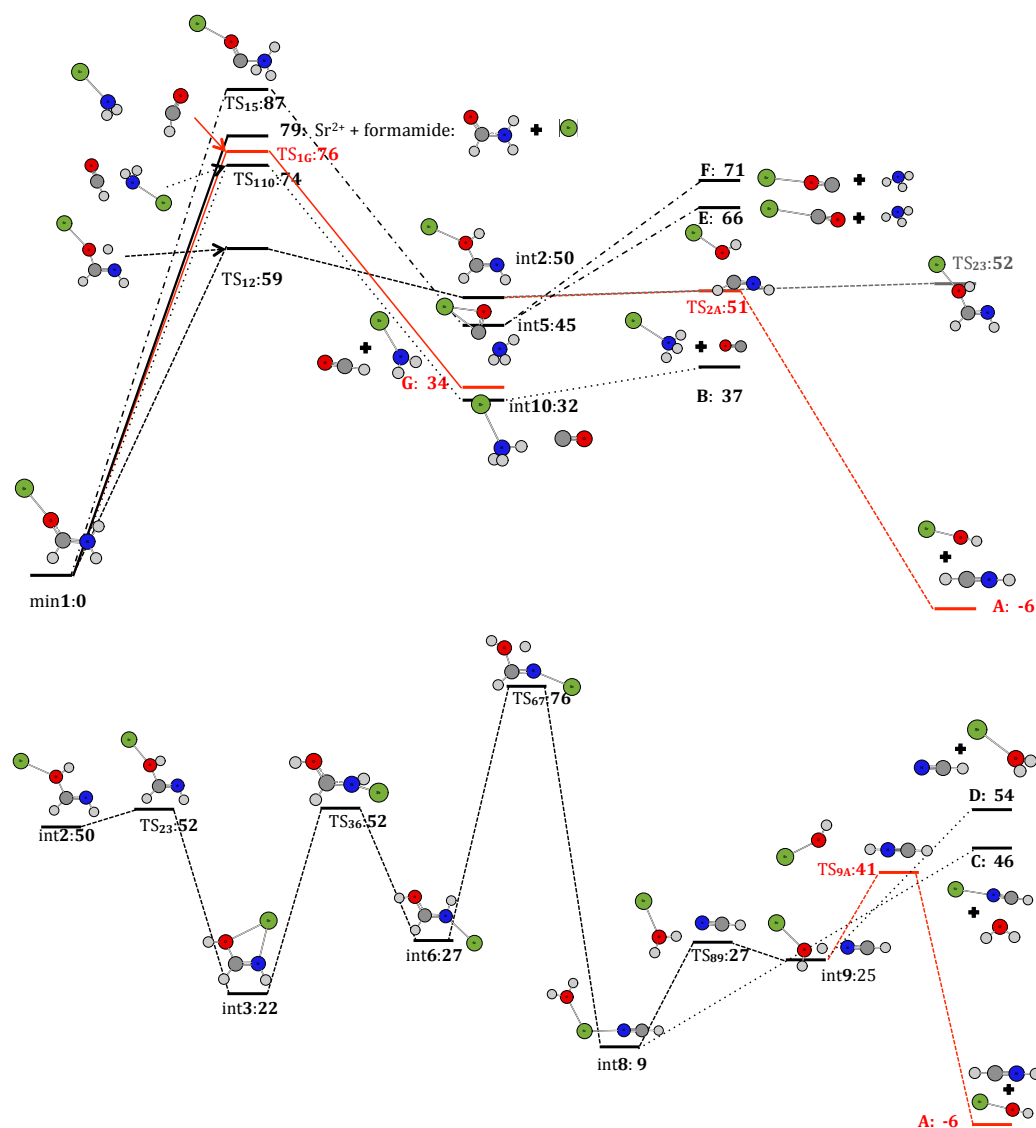 TS15:87
79: Sr2+ + formamide:
TS1G:76
TS110:74
F: 71
E: 66
TS12:59
int2:50
TS23:52
TS2A:51
int5:45
G: 34
B: 37
int10:32
min1:0
A: -6
TS67:76
int2:50
TS23:52
TS36:52
D: 54
TS9A:41
C: 46
int6:27
TS89:27
int9:25
int3:22
int8: 9
A: -6